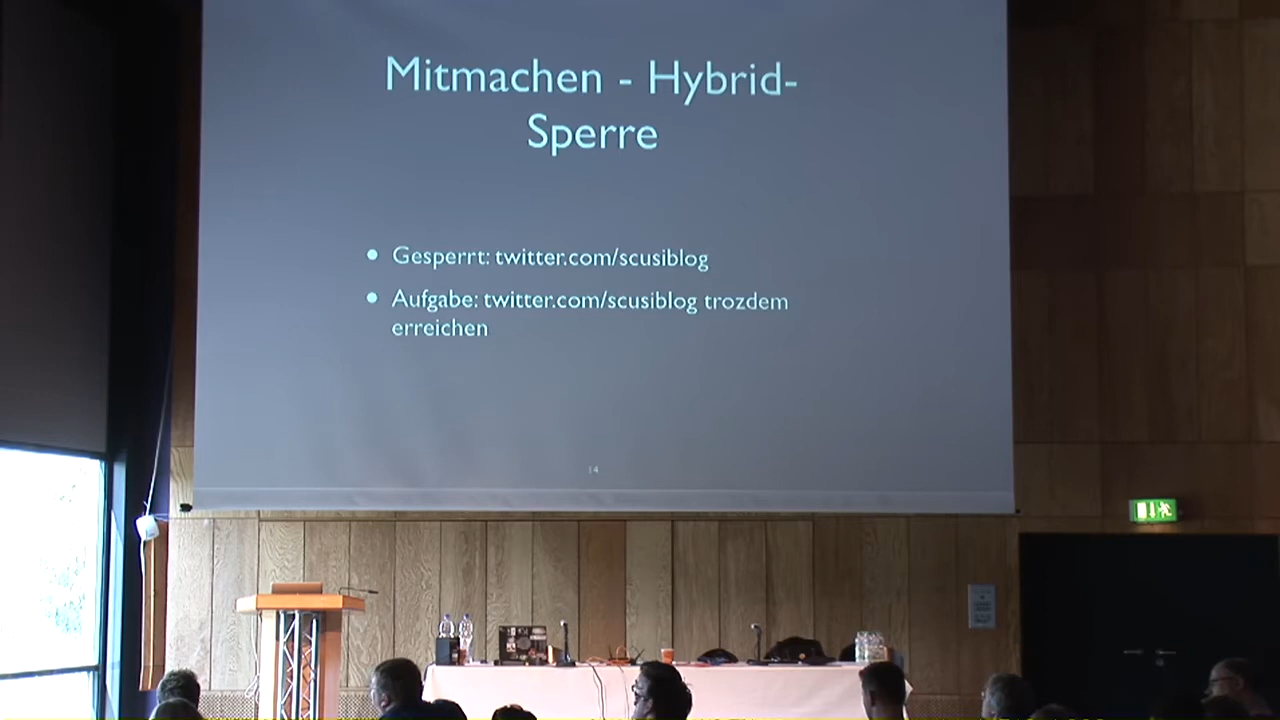 Mitmachen - Hybrid-
Sperre
• Gesperrt: twitter.com/scusiblog
• Aufgabe: twitter.com/scusiblog trozdem
erreichen
14